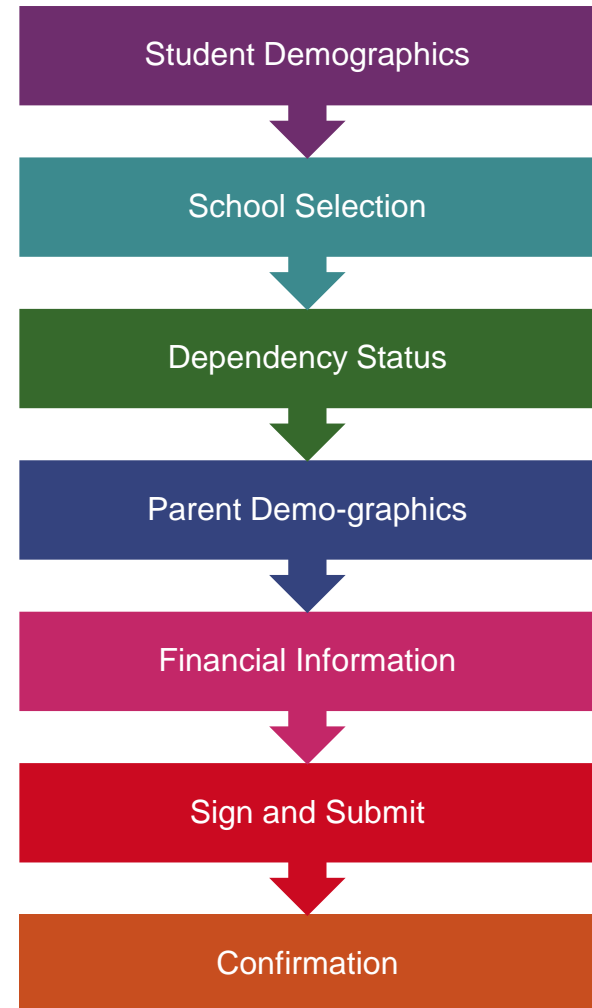 Student Demographics
School Selection
Dependency Status
Parent Demo-graphics
Financial Information
Sign and Submit
Confirmation